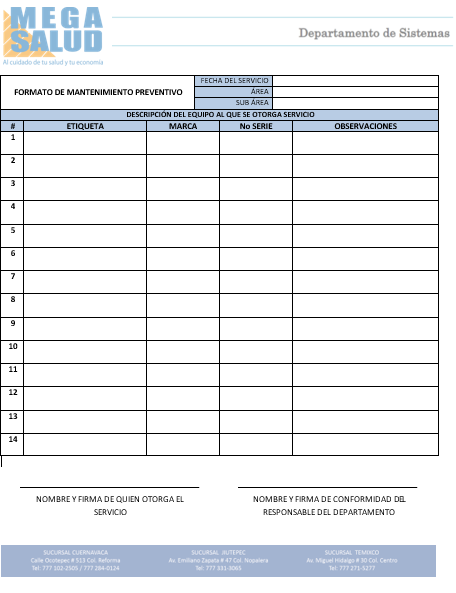 MEGA
SALUD
Al cuidado de tu salud y tu economía
Departamento de Sistemas
FORMATO DE MANTENIMIENTO PREVENTIVO
FECHA DEL SERVICIO
ÁREA
SUB ÁREA
DESCRIPCIÓN DEL EQUIPO AL QUE SE OTORGA SERVICIO
# ETIQUETA MARCA No SERIE OBSERVACIONES
1
2
3
4
5
6
7
8
9
10
11
12
13
14
NOMBRE Y FIRMA DE QUIEN OTORGA EL
SERVICIO
NOMBRE Y FIRMA DE CONFORMIDAD DEL
RESPONSABLE DEL DEPARTAMENTO
SUCURSAL CUERNAVACA
Calle Ocotepec # 513 Col. Reforma
Tel: 777 102-2505 / 777 264-0124
SUCURSAL JIUTEPEC
Av. Emiliano Zapata # 47 Col. Nopalera
Tel: 777 331-3065
SUCURSAL TEMIXCO
Av. Miguel Hidalgo # 30 Col. Centro
Tel: 777 271-5277